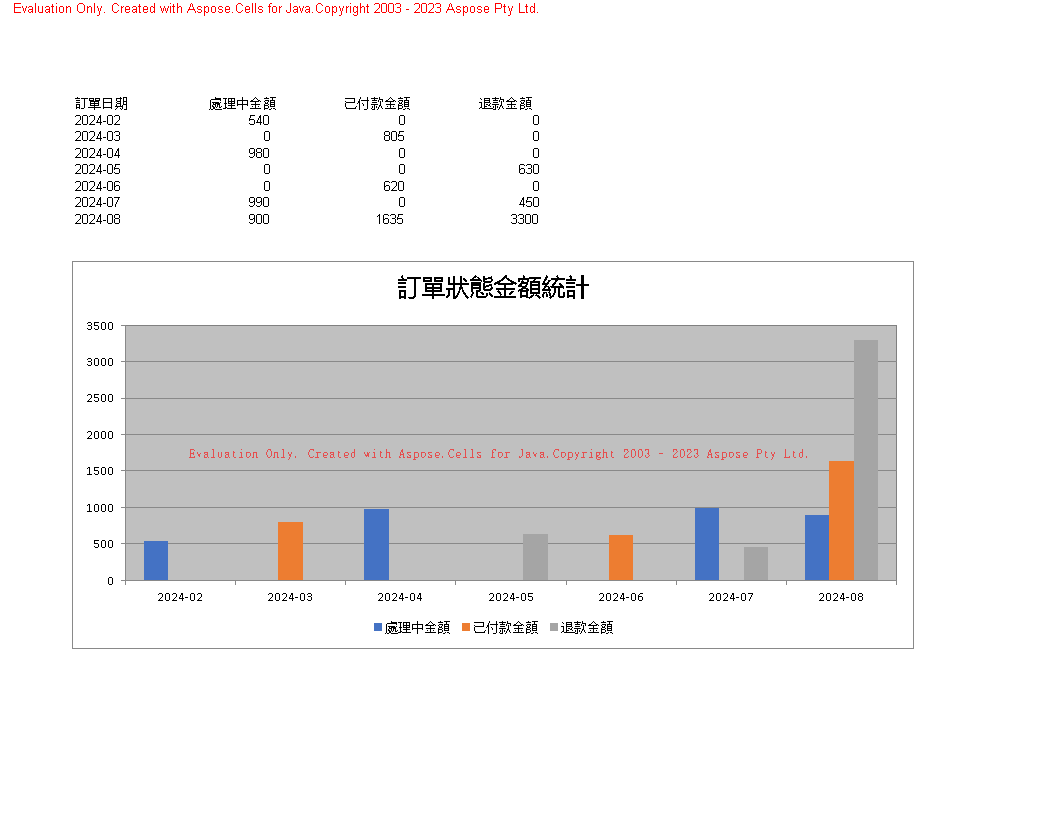 Evaluation Only. Created with Aspose.Cells for Java.Copyright 2003 - 2023 Aspose Pty Ltd.
訂單日期 處理中金額 已付款金額 退款金額
2024-02 540 0 0
2024-03 0 805 0
2024-04 980 0 0
2024-05 0 0 630
2024-06 0 620 0
2024-07 990 0 450
2024-08 900 1635 3300
訂單狀態金額統計
3500
3000
2500
2000
Evaluation Only. Created with Aspose.Cells for Java.Copyright 2003 - 2023 Aspose Pty Ltd.
1500
1000
500
0
2024-02 2024-03 2024-04 2024-05 2024-06 2024-07 2024-08
處理中金額 已付款金額 退款金額